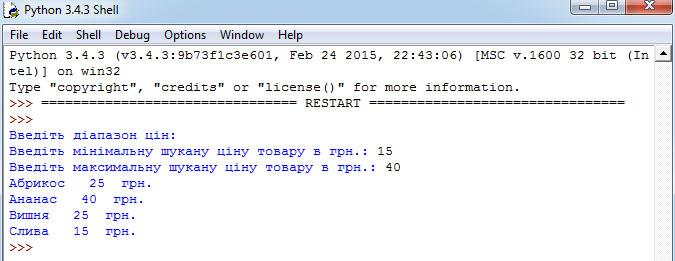 Python 3.4.3 Shell
File Edit Shell Debug Options Window Help
Python 3.4.3 (v3.4.3:9b73f1c3e601, Feb 24 2015, 22:43:06) [MSC v.1600 32 bit (In
tel)] on win32
Type "copyright", "credits" or "license()" for more information.
>>> ================================ RESTART ================================
>>>
Введіть діапазон цін:
Введіть мінімальну шукану ціну товару в грн.: 15
Введіть максимальну шукану ціну товару в грн.: 40
Абрикос   25  грн.
Ананас   40  грн.
Вишня   25  грн.
Слива   15  грн.
>>>